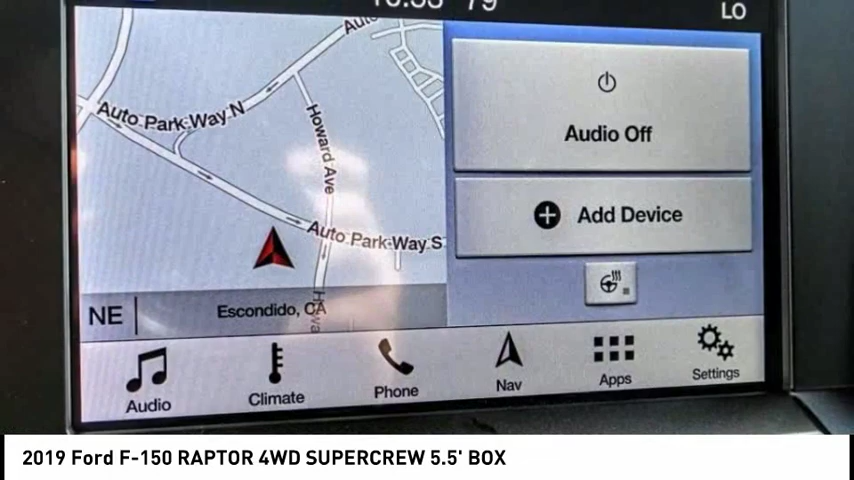 LO
Auto
Auto Park Way N
Howard Ave
Auto Park Way S
NE
Escondido, CA
Audio Off
Add Device
Audio
Climate
Phone
Nav
Apps
Settings
2019 Ford F-150 RAPTOR 4WD SUPERCREW 5.5' BOX